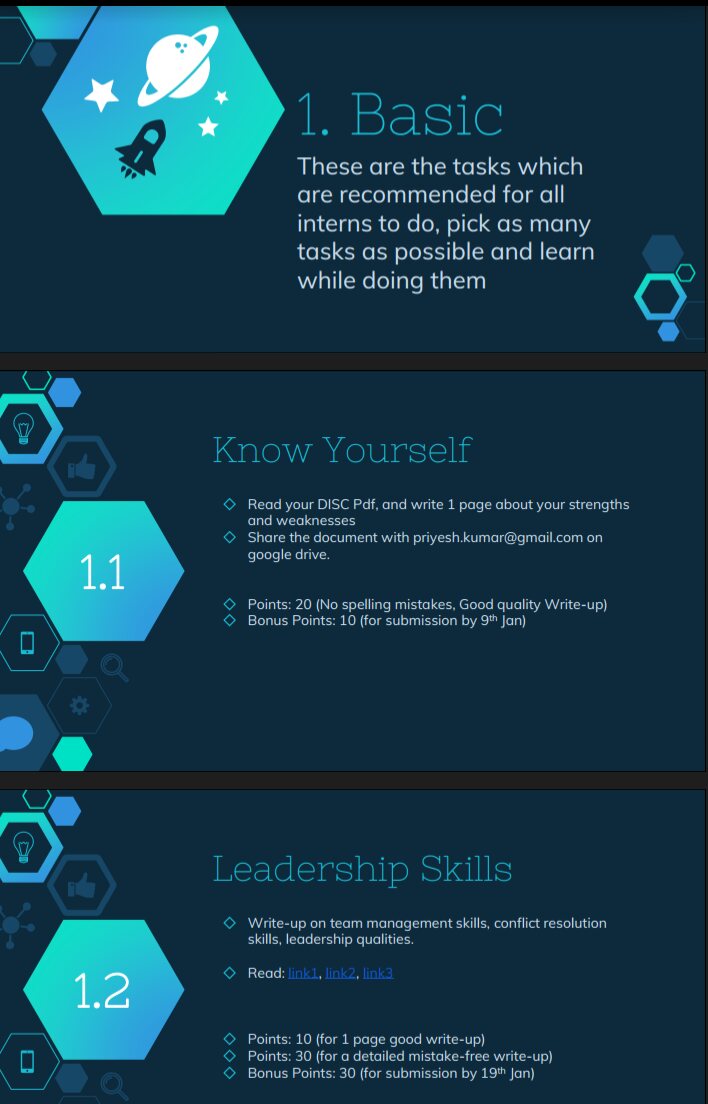 1. Basic
These are the tasks which
are recommended for all
interns to do, pick as many
tasks as possible and learn
while doing them
Know Yourself
1.1
Read your DISC Pdf, and write 1 page about your strengths
and weaknesses
Share the document with priyesh.kumar@gmail.com on
google drive.
Points: 20 (No spelling mistakes, Good quality Write-up)
Bonus Points: 10 (for submission by 9th Jan)
Leadership Skills
1.2
Write-up on team management skills, conflict resolution
skills, leadership qualities.
Read: link1, link2, link3
Points: 10 (for 1 page good write-up)
Points: 30 (for a detailed mistake-free write-up)
Bonus Points: 30 (for submission by 19th Jan)